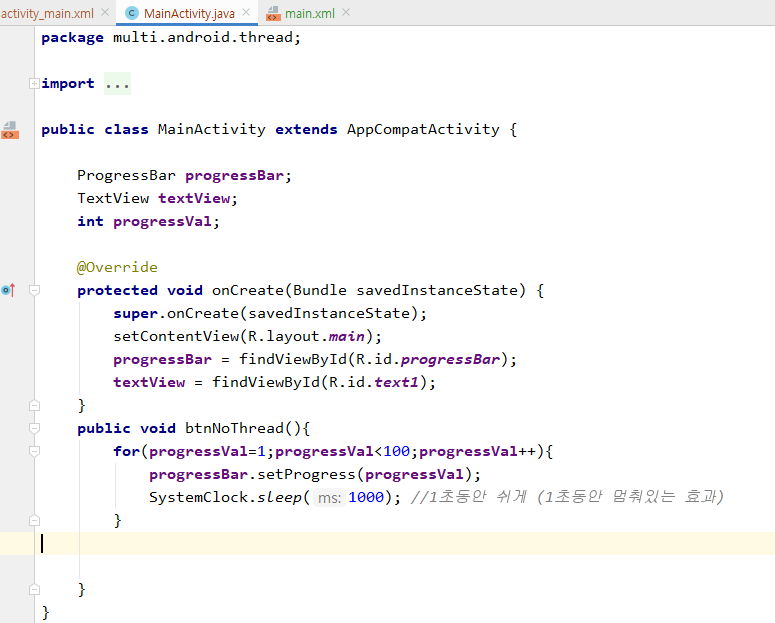 activity_main.xml MainActivity.java main.xml
package multi.android.thread;
import ...
public class MainActivity extends AppCompatActivity {
ProgressBar progressBar;
TextView textView;
int progressVal;
@Override
protected void onCreate(Bundle savedInstanceState) {
super.onCreate(savedInstanceState);
setContentView(R.layout.main);
progressBar = findViewById(R.id.progressBar);
textView = findViewById(R.id.text1);
}
public void btnNoThread(){
for(progressVal=1;progressVal<100;progressVal++){
progressBar.setProgress(progressVal);
SystemClock.sleep( ms: 1000); //1초동안 쉬게 (1초동안 멈춰있는 효과)
}
}
}